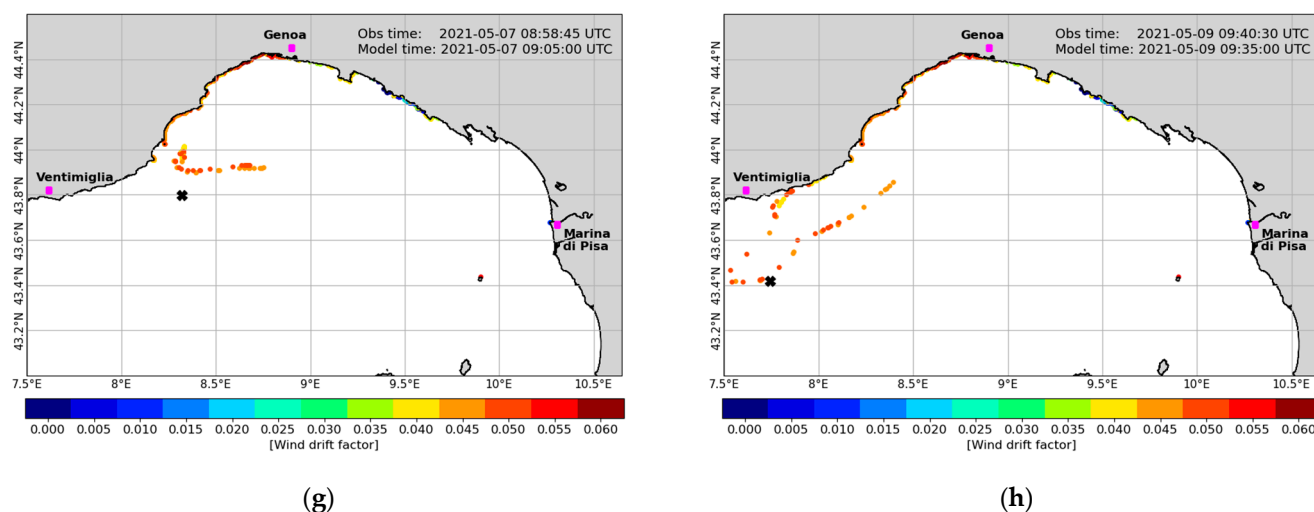 Obs time: 2021-05-07 08:58:45 UTC
Model time: 2021-05-07 09:05:00 UTC
Genoa
Ventimiglia
Marina
di Pisa
44.4°N
44.2°N
44°N
43.8°N
43.6°N
43.4°N
43.2°N
7.5°E 8°E 8.5°E 9°E 9.5°E 10°E 10.5°E
0.000 0.005 0.010 0.015 0.020 0.025 0.030 0.035 0.040 0.045 0.050 0.055 0.060
[Wind drift factor]
(g)
Obs time: 2021-05-09 09:40:30 UTC
Model time: 2021-05-09 09:35:00 UTC
Genoa
Ventimiglia
Marina
di Pisa
44.4°N
44.2°N
44°N
43.8°N
43.6°N
43.4°N
43.2°N
7.5°E 8°E 8.5°E 9°E 9.5°E 10°E 10.5°E
0.000 0.005 0.010 0.015 0.020 0.025 0.030 0.035 0.040 0.045 0.050 0.055 0.060
[Wind drift factor]
(h)